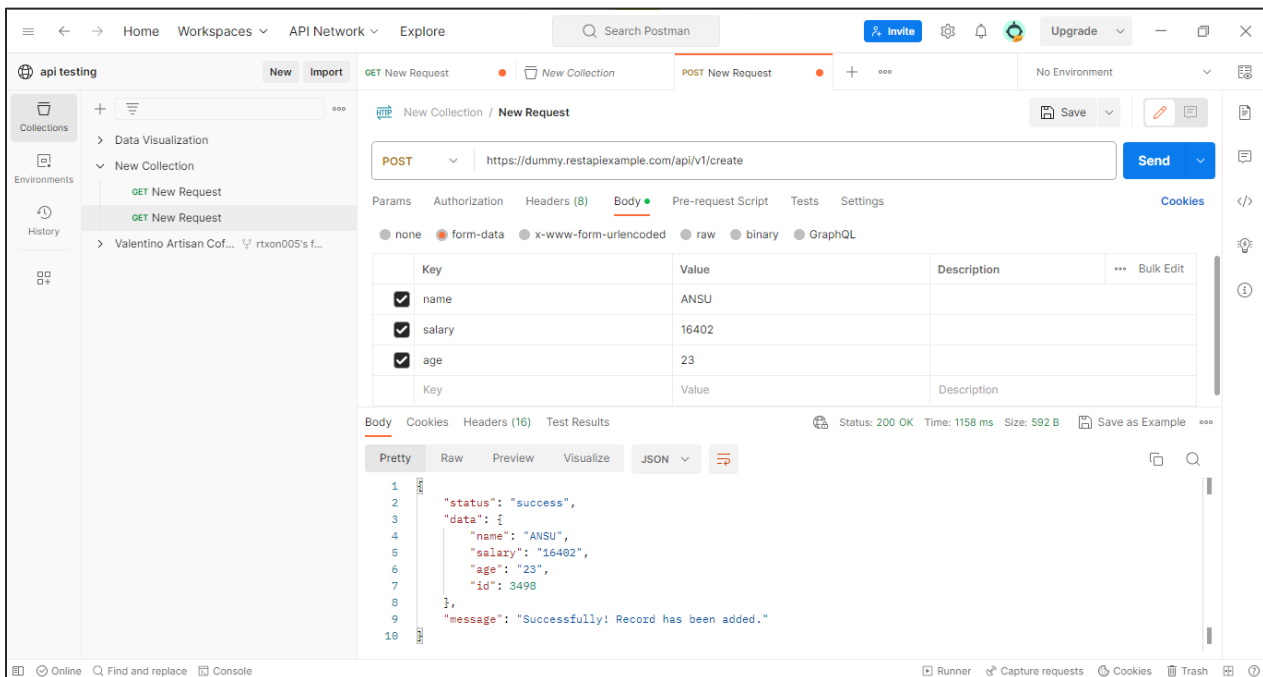 Home Workspaces API Network Explore Search Postman Invite Upgrade
api testing New Import GET New Request New Collection POST New Request No Environment
Collections
Environments
History
Data Visualization
New Collection
GET New Request
GET New Request
Valentino Artisan Cof... rtxon005's f...
HTTP New Collection / New Request Save
POST https://dummy.restapiexample.com/api/v1/create Send
Params Authorization Headers (8) Body Pre-request Script Tests Settings Cookies
none form-data x-www-form-urlencoded raw binary GraphQL
Key Value Description Bulk Edit
name ANSU
salary 16402
age 23
Key Value Description
Body Cookies Headers (16) Test Results Status: 200 OK Time: 1158 ms Size: 592 B Save as Example
Pretty Raw Preview Visualize JSON
1 {
2 "status": "success",
3 "data": {
4 "name": "ANSU",
5 "salary": "16402",
6 "age": "23",
7 "id": 3498
8 },
9 "message": "Successfully! Record has been added."
10 }
Online Find and replace Console Runner Capture requests Cookies Trash